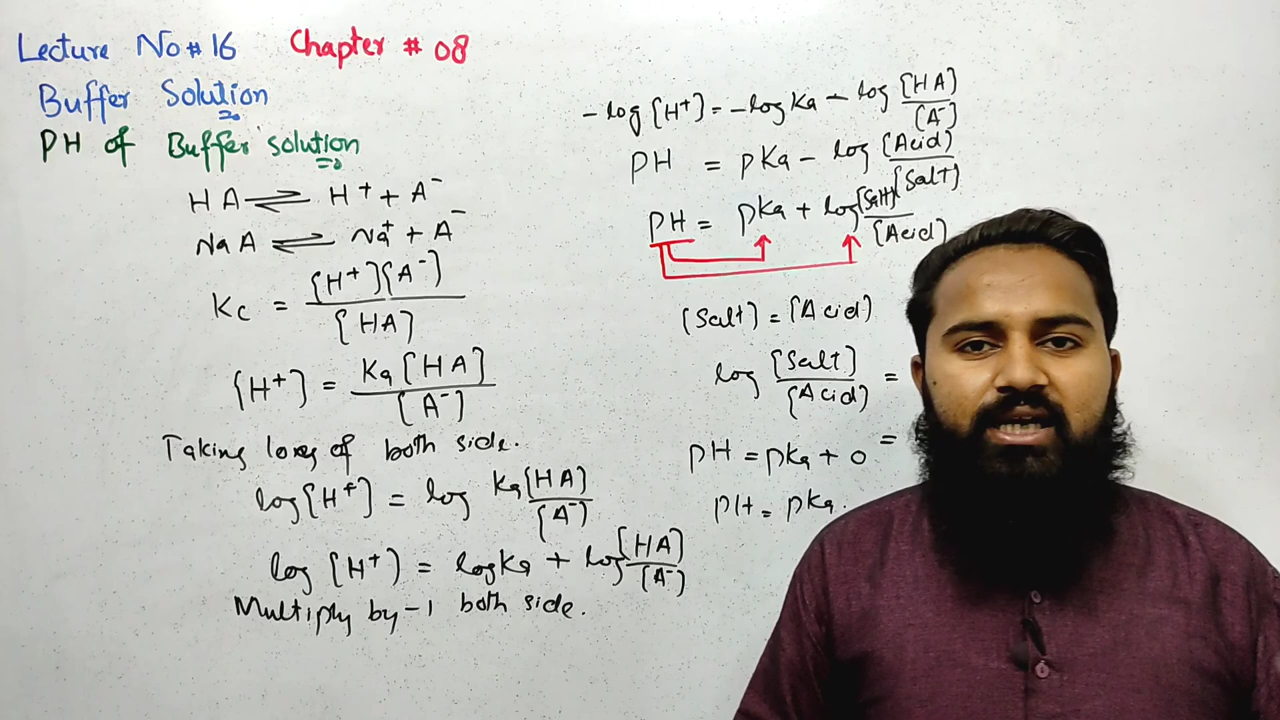 Lecture No # 16 Chapter # 08
Buffer Solution
PH of Buffer solution
HA ⇌ H⁺ + A⁻
NaA ⇌ Na⁺ + A⁻
Kc = [H⁺][A⁻] / [HA]
[H⁺] = Ka [HA] / [A⁻]
Taking log of both side.
log [H⁺] = log Ka [HA] / [A⁻]
log [H⁺] = log Ka + log [HA] / [A⁻]
Multiply by -1 both side.
-log [H⁺] = -log Ka - log [HA] / [A⁻]
PH = pKa - log [Acid] / [Salt]
PH = pKa + log [Salt] / [Acid]
[Salt] = [Acid]
log [Salt] / [Acid] =
=
pH = pKa + 0
pH = pKa.